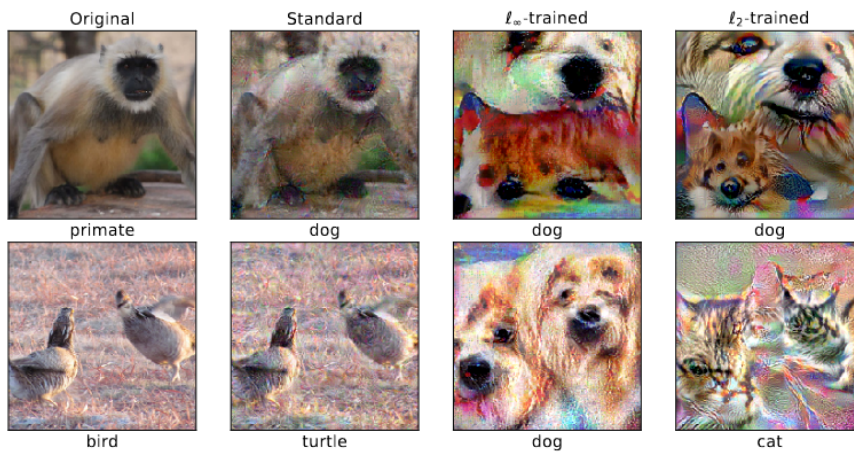 Original Standard ℓ∞-trained ℓ2-trained
primate dog dog dog
bird turtle dog cat